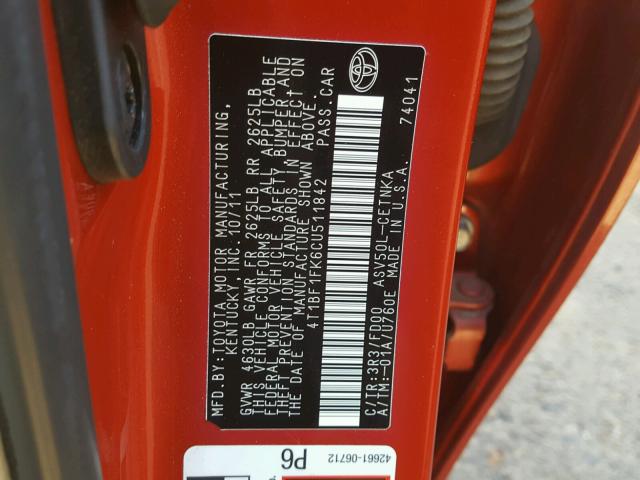 MFD.BY:TOYOTA MOTOR MANUFACTURING,
KENTUCKY, INC. 10/11
GVWR 4630LB GAWR FR 2625LB RR 2625LB
THIS VEHICLE CONFORMS TO ALL APPLICABLE
FEDERAL MOTOR VEHICLE SAFETY BUMPER, AND
THEFT PREVENTION STANDARDS IN EFFECT ON
THE DATE OF MANUFACTURE SHOWN ABOVE.
4T1BF1FK6CU511842 PASS.CAR
C/TR:3R3/FD00 ASV50L-CETNKA 74041
A/TM:-01A/U760E MADE IN U.S.A.
42661-06712
P6